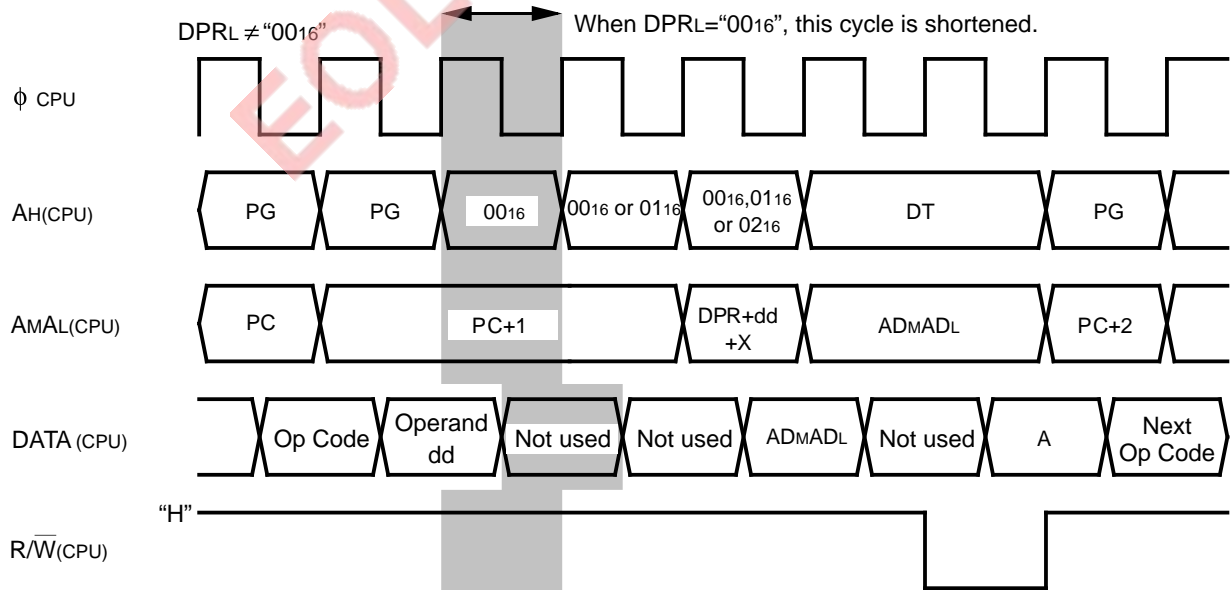 DPRL ≠ “0016”
When DPRL=“0016”, this cycle is shortened.
EOL
ϕ CPU
AH(CPU)
PG
PG
0016
0016 or 0116
0016,0116
or 0216
DT
PG
AMAL(CPU)
PC
PC+1
DPR+dd
+X
ADMADL
PC+2
DATA (CPU)
Op Code
Operand
dd
Not used
Not used
ADMADL
Not used
A
Next
Op Code
“H”
R/W̅(CPU)